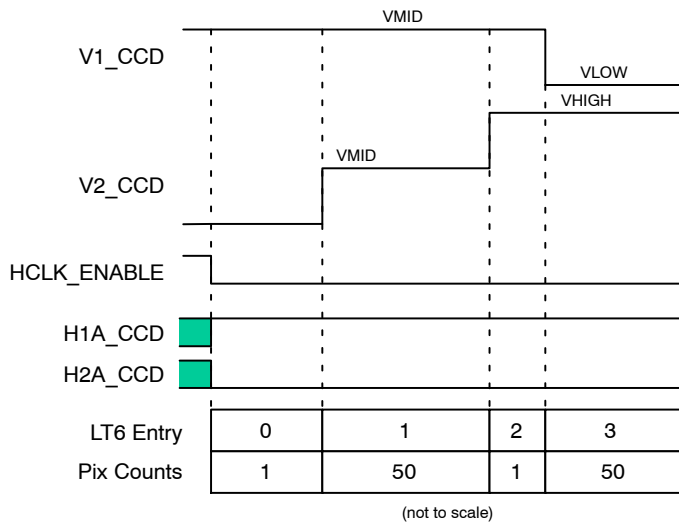 VMID
V1_CCD
VLOW
VHIGH
VMID
V2_CCD
HCLK_ENABLE
H1A_CCD
H2A_CCD
LT6 Entry 0 1 2 3
Pix Counts 1 50 1 50
(not to scale)